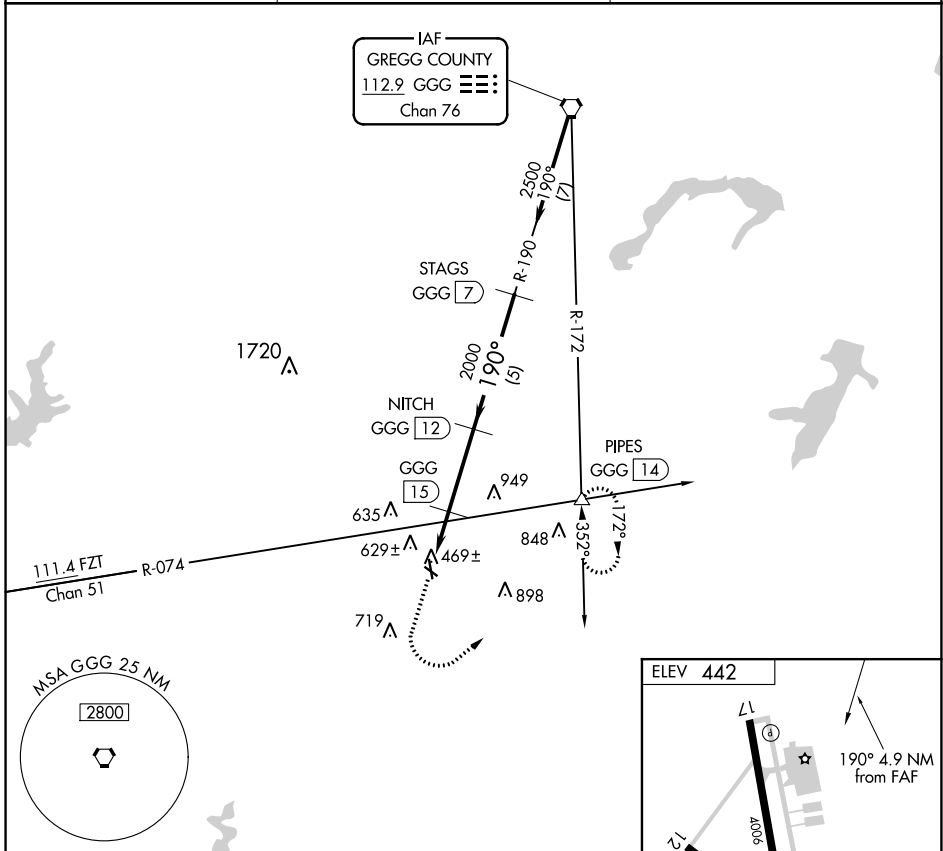 IAF
GREGG COUNTY
112.9 GGG
Chan 76
2500
190°
(7)
R-190
STAGS
GGG 7
R-172
1720
2000
190°
(5)
NITCH
GGG 12
PIPES
GGG 14
GGG
15
949
635
172°
848
352°
629±
469±
111.4 FZT
R-074
Chan 51
898
719
MSA GGG 25 NM
2800
ELEV 442
17
190° 4.9 NM
from FAF
4006
12